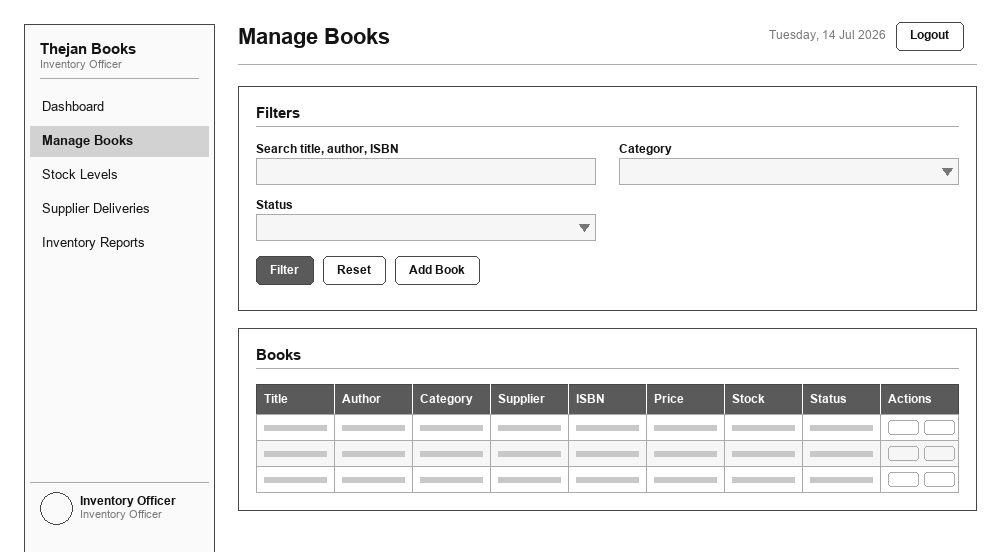 Thejan Books
Inventory Officer
Dashboard
Manage Books
Stock Levels
Supplier Deliveries
Inventory Reports
Inventory Officer
Inventory Officer
Manage Books
Tuesday, 14 Jul 2026
Logout
Filters
Search title, author, ISBN
Category
Status
Filter
Reset
Add Book
Books
Title Author Category Supplier ISBN Price Stock Status Actions